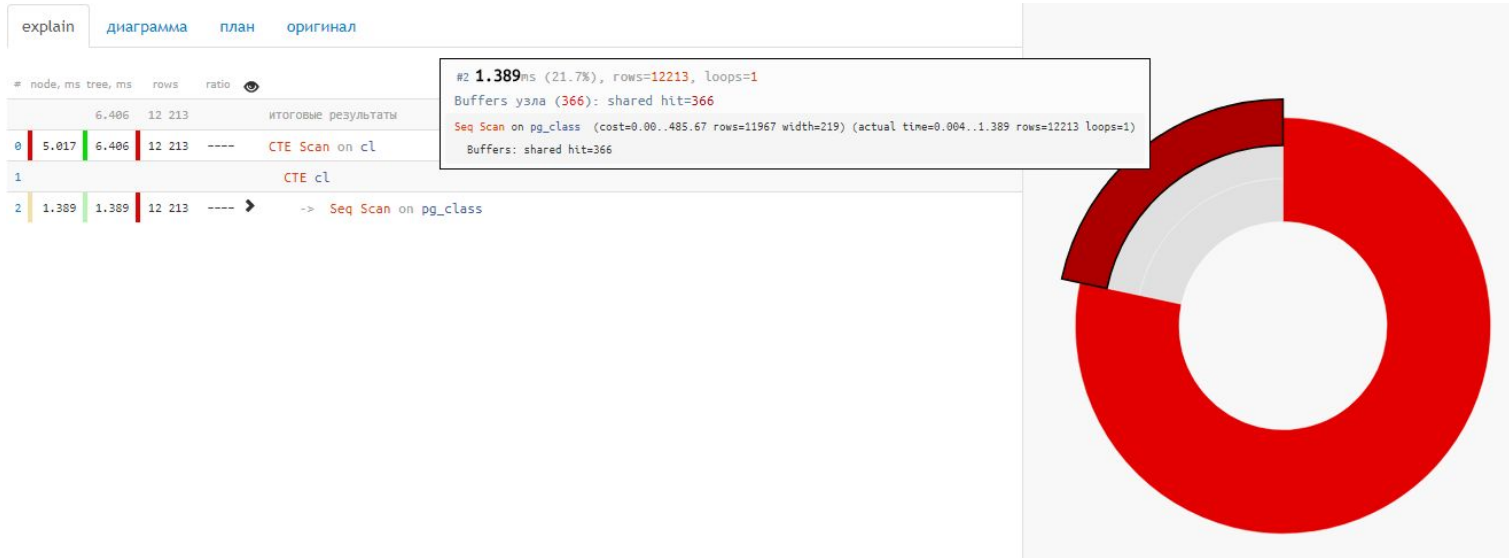 explain диаграмма план оригинал
# node, ms tree, ms rows ratio
6.406 12 213 итоговые результаты
0 5.017 6.406 12 213 ---- CTE Scan on cl
1 CTE cl
2 1.389 1.389 12 213 ---- -> Seq Scan on pg_class
#2 1.389ms (21.7%), rows=12213, loops=1
Buffers узла (366): shared hit=366
Seq Scan on pg_class (cost=0.00..485.67 rows=11967 width=219) (actual time=0.004..1.389 rows=12213 loops=1)
Buffers: shared hit=366